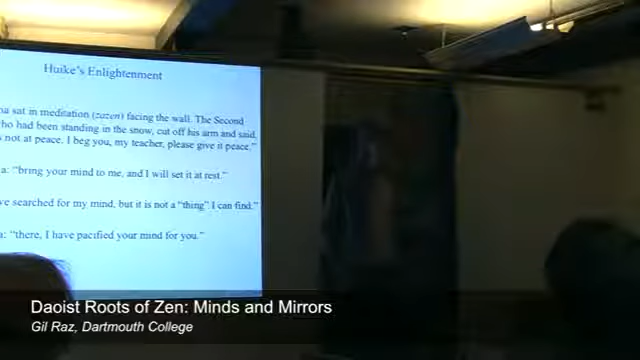 Huike's Enlightenment
na sat in meditation (zazen) facing the wall. The Second
ho had been standing in the snow, cut off his arm and said,
s not at peace. I beg you, my teacher, please give it peace."
a: "bring your mind to me, and I will set it at rest."
ve searched for my mind, but it is not a "thing" I can find."
a: "there, I have pacified your mind for you."
Daoist Roots of Zen: Minds and Mirrors
Gil Raz, Dartmouth College